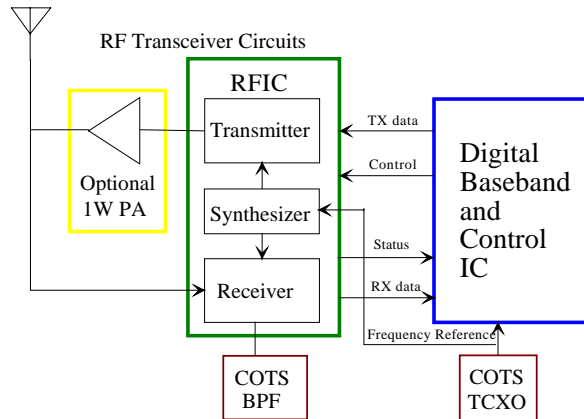 RF Transceiver Circuits
RFIC
Transmitter
TX data
Control
Digital
Baseband
and
Control
IC
Optional
1W PA
Synthesizer
Status
Receiver
RX data
Frequency Reference
COTS
BPF
COTS
TCXO